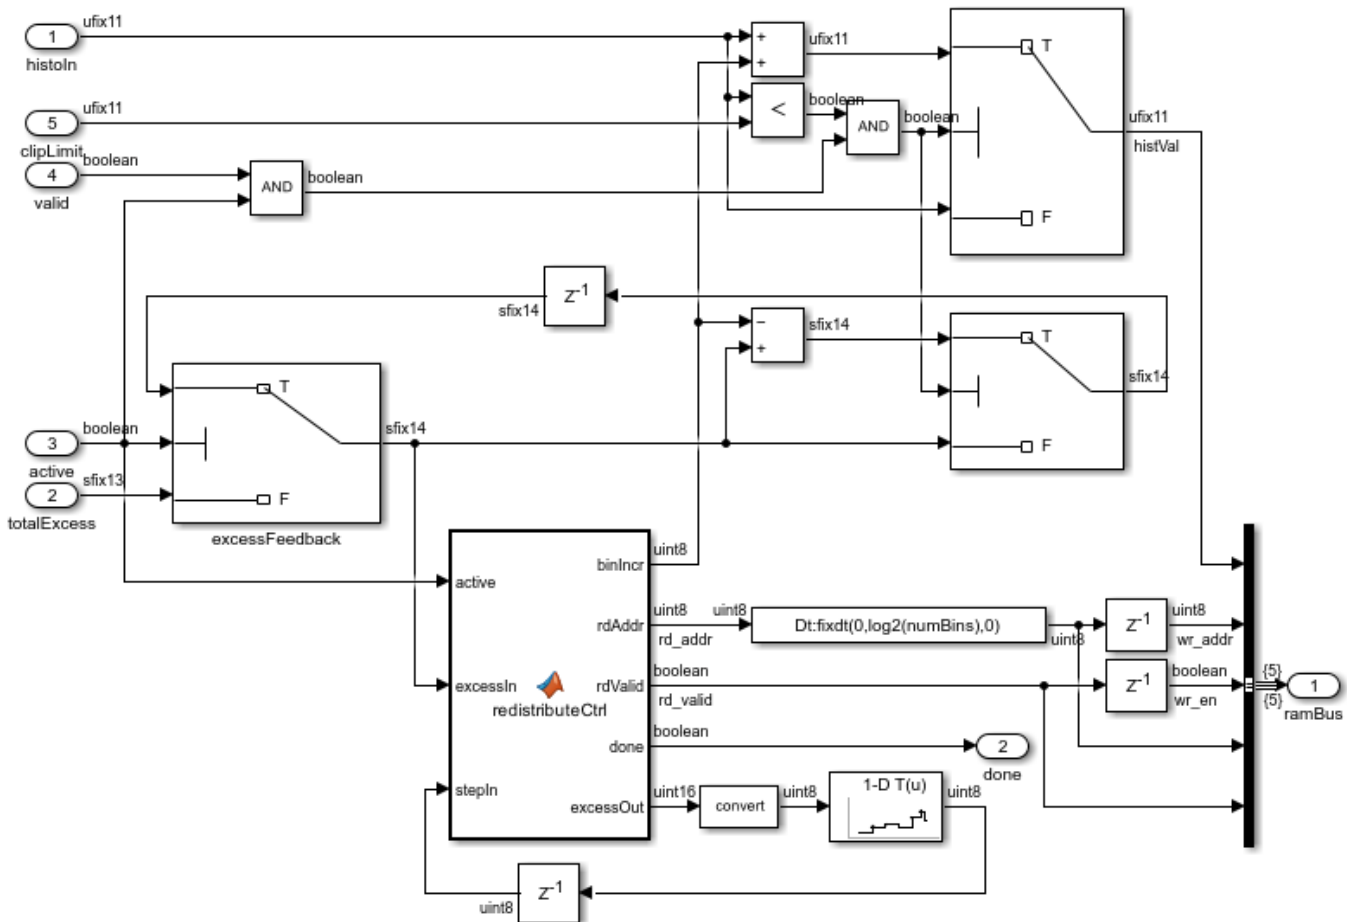 ufix11
1
histoIn
+
+
ufix11
T
ufix11
5
clipLimit
<
boolean
AND
boolean
ufix11
histVal
boolean
4
valid
AND
boolean
F
Z-1
sfix14
−
+
sfix14
T
sfix14
F
T
boolean
3
active
sfix14
sfix13
2
totalExcess
F
excessFeedback
active
excessIn
stepIn
redistributeCtrl
binIncr
rdAddr
rdValid
done
excessOut
uint8
uint8
rd_addr
uint8
Dt:fixdt(0,log2(numBins),0)
uint8
Z-1
uint8
wr_addr
boolean
rd_valid
Z-1
boolean
wr_en
{5}
{5}
1
ramBus
boolean
2
done
uint16
convert
uint8
1-D T(u)
uint8
Z-1
uint8